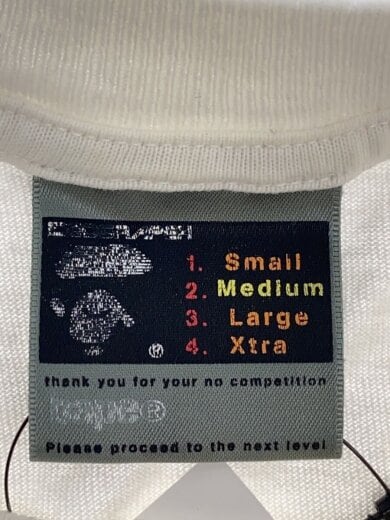 1. Small
2. Medium
3. Large
4. Xtra
®
thank you for your no competition
bape®
Please proceed to the next level